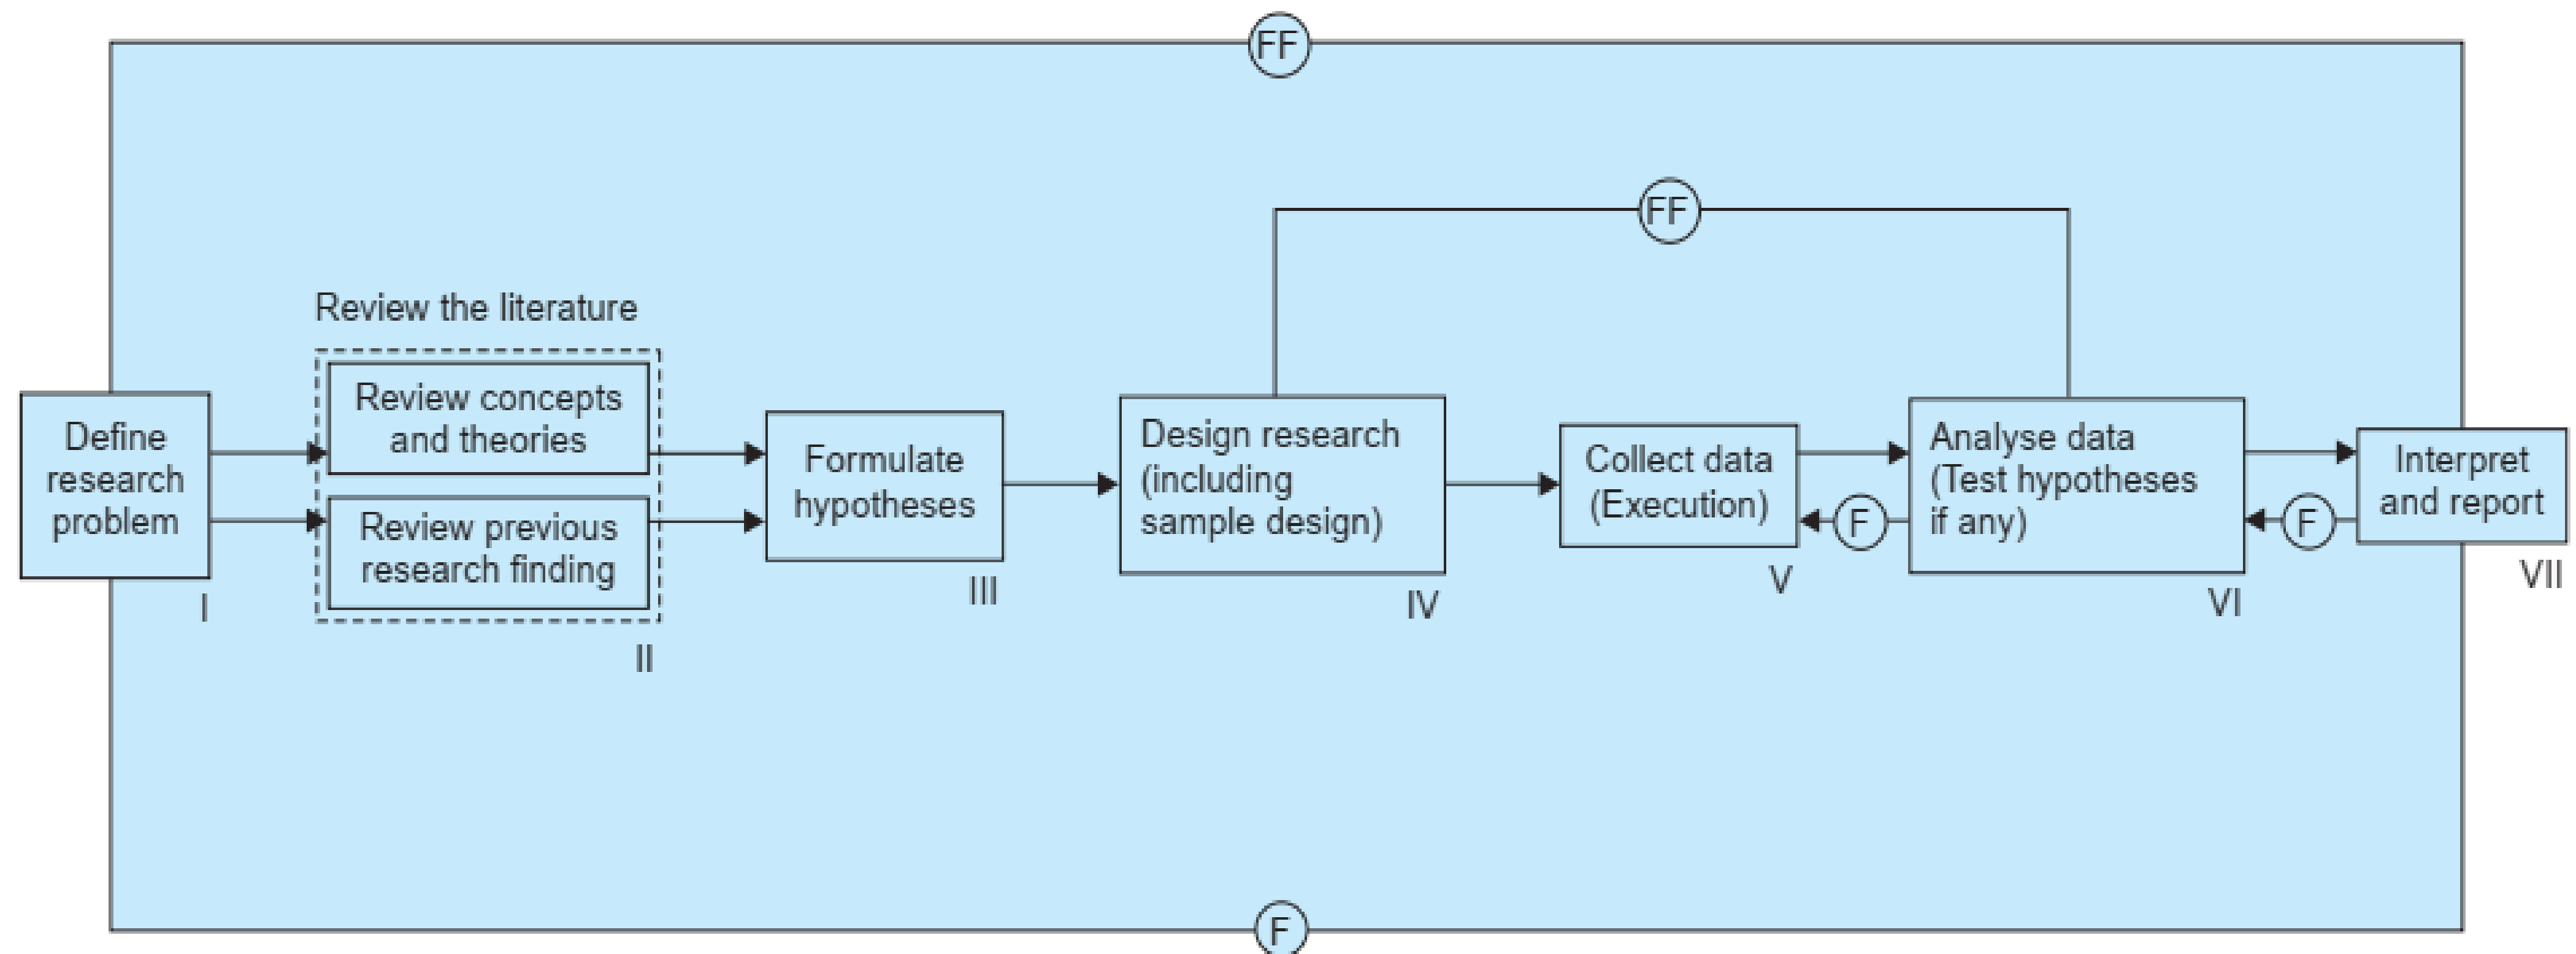 FF
FF
Review the literature
Define
research
problem
I
Review concepts
and theories
Review previous
research finding
II
Formulate
hypotheses
III
Design research
(including
sample design)
IV
Collect data
(Execution)
V
F
Analyse data
(Test hypotheses
if any)
VI
F
Interpret
and report
VII
F